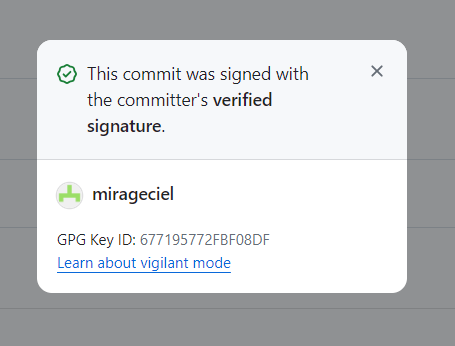 This commit was signed with
the committer's verified
signature.
mirageciel
GPG Key ID: 677195772FBF08DF
Learn about vigilant mode